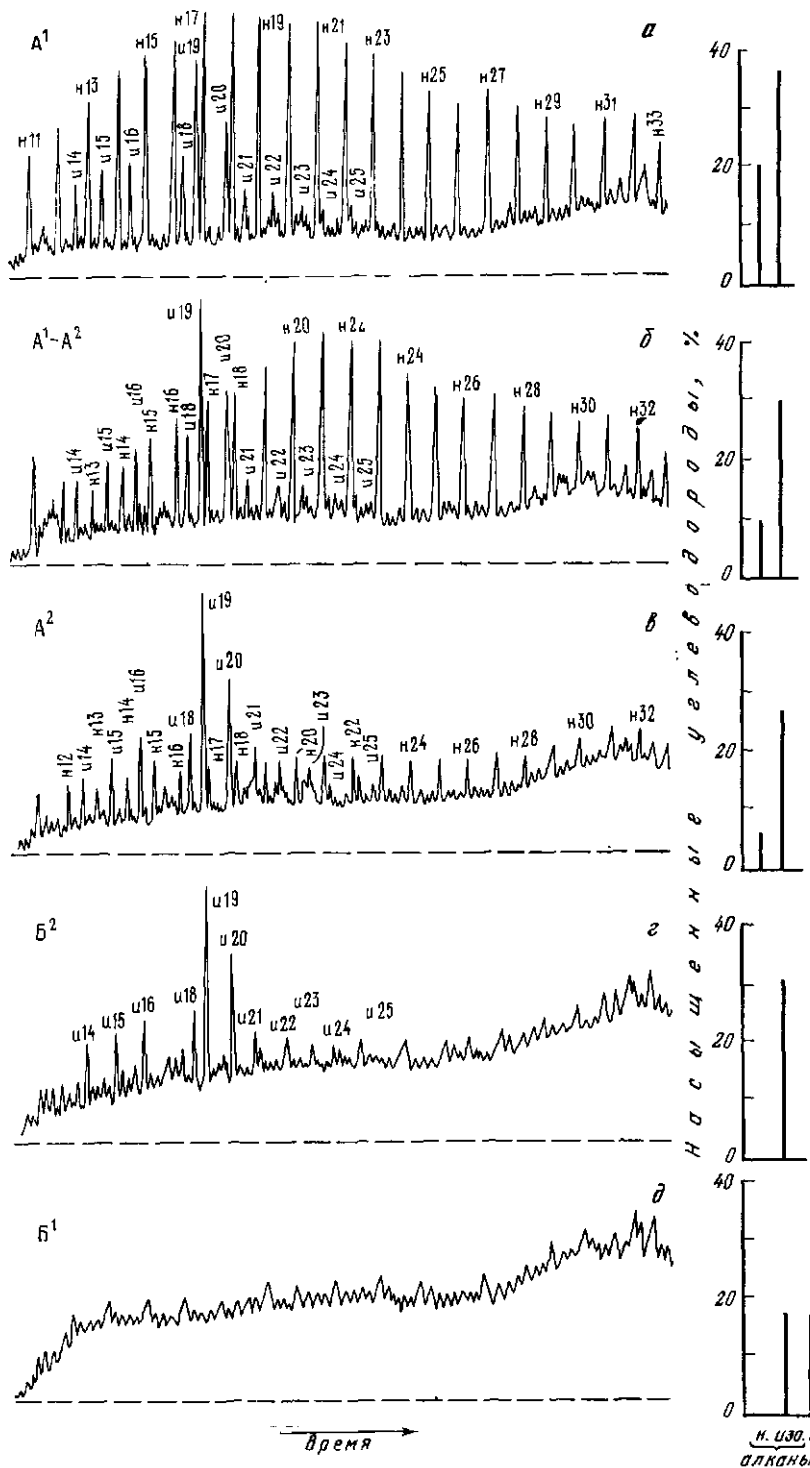 А¹ а
н11 и14 н13 и15 и16 н15 и18 и19 н17 и20 и21 н19 и22 и23 н21 и24 и25 н23 н25 н27 н29 н31 н33
40
20
0
А¹-А² б
и14 н13 и15 н14 и16 н15 н16 и18 и19 н17 и20 н18 и21 и22 н20 и23 и24 н22 и25 н24 н26 н28 н30 н32
40
20
0
А² в
н12 и14 н13 и15 н14 и16 н15 н16 и18 и19 н17 и20 н18 и21 и22 н20 и23 и24 н22 и25 н24 н26 н28 н30 н32
40
20
0
Б² г
и14 и15 и16 и18 и19 и20 и21 и22 и23 и24 и25
40
20
0
Б¹ д
40
20
0
Насыщенные углеводороды, %
время
н. изо.
алканы